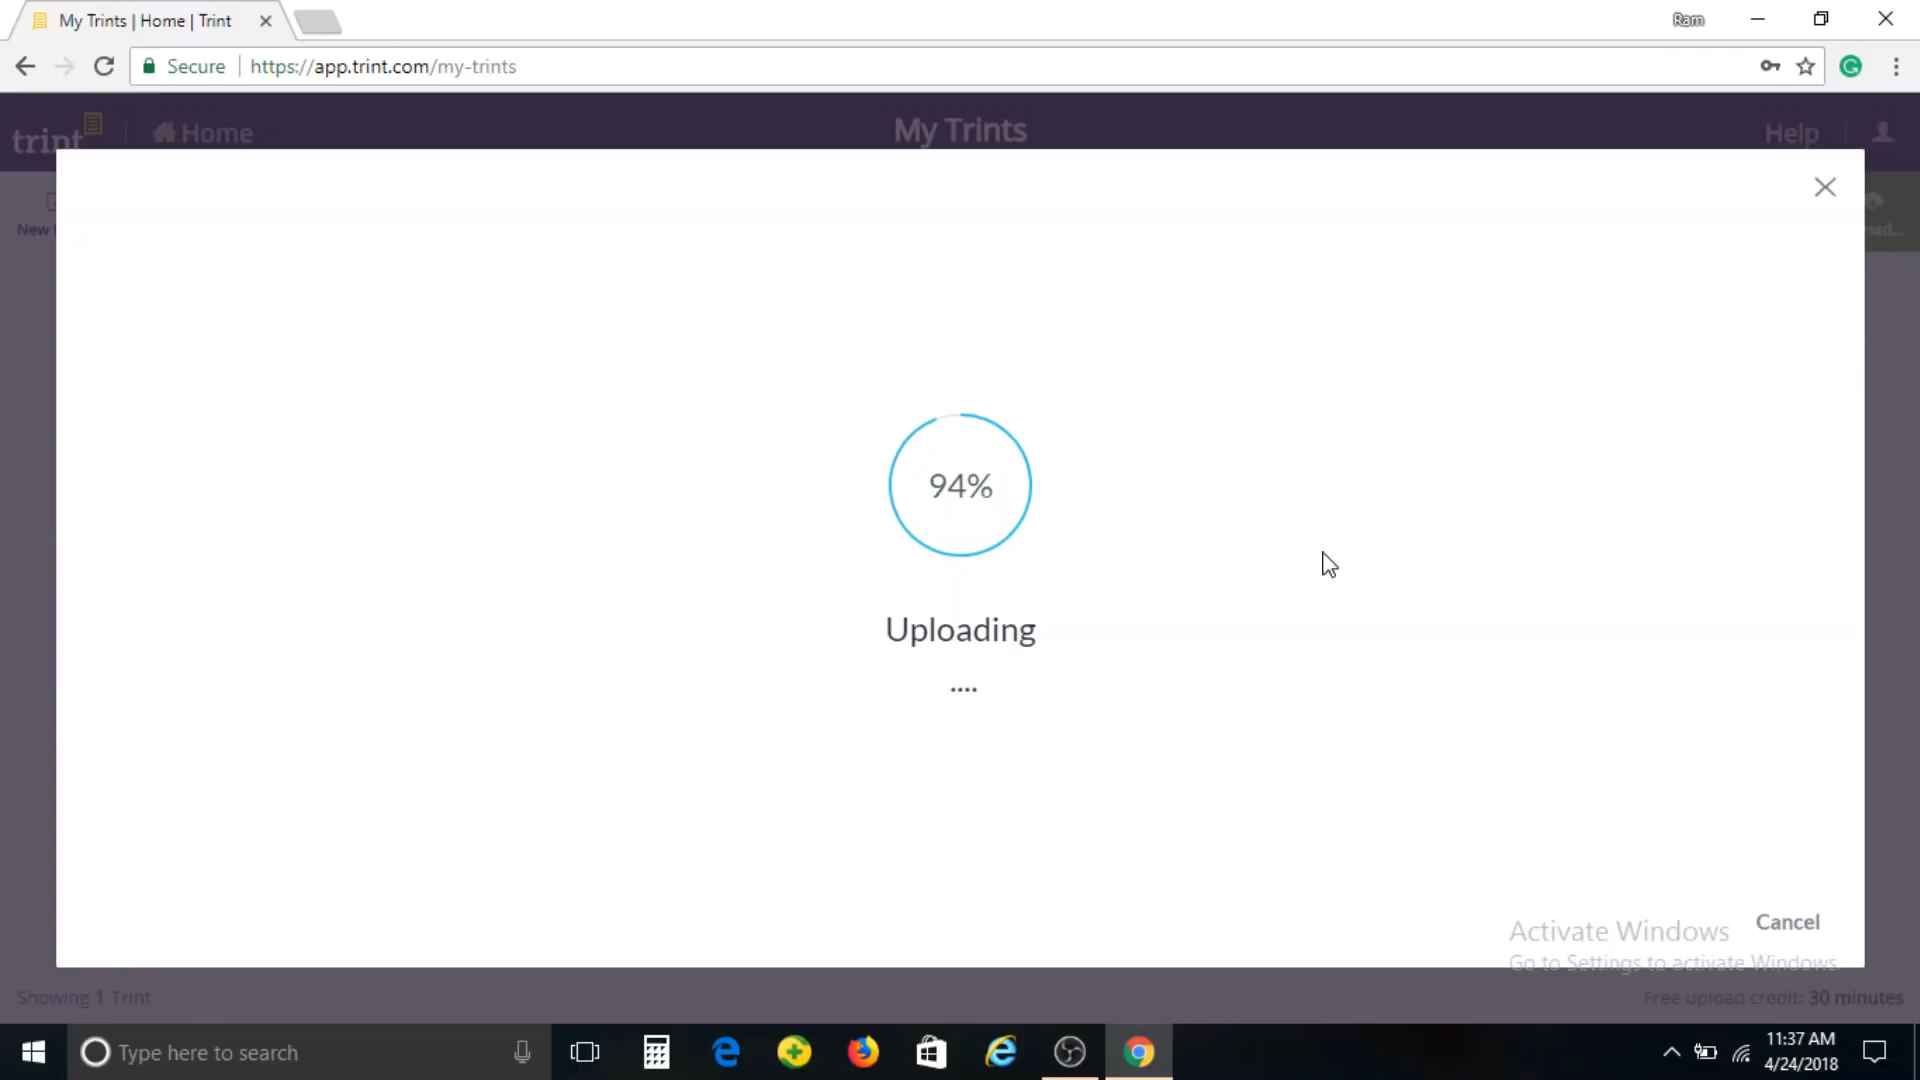 My Trints | Home | Trint
Ram
Secure
https://app.trint.com/my-trints
trint
Home
My Trints
Help
New
94%
Uploading
....
Cancel
Activate Windows
Go to Settings to activate Windows.
Showing 1 Trint
Free upload credit: 30 minutes
Type here to search
11:37 AM
4/24/2018